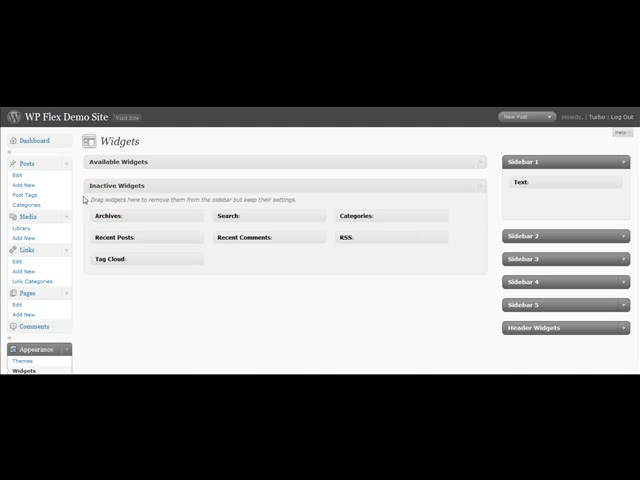 WP Flex Demo Site Visit Site
New Post
Howdy, | Turbo | Log Out
Help
Dashboard
Posts
Edit
Add New
Post Tags
Categories
Media
Library
Add New
Links
Edit
Add New
Link Categories
Pages
Edit
Add New
Comments
Appearance
Themes
Widgets
Widgets
Available Widgets
Inactive Widgets
Drag widgets here to remove them from the sidebar but keep their settings.
Archives: Search: Categories:
Recent Posts: Recent Comments: RSS:
Tag Cloud:
Sidebar 1
Text:
Sidebar 2
Sidebar 3
Sidebar 4
Sidebar 5
Header Widgets